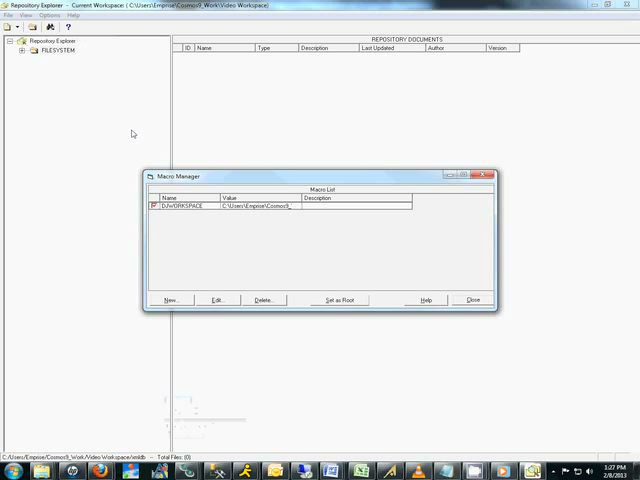 Repository Explorer - Current Workspace: ( C:\Users\Emprise\Cosmos9_Work\Video Workspace)
File View Options Help
Repository Explorer
FILESYSTEM
REPOSITORY DOCUMENTS
ID Name Type Description Last Updated Author Version
Macro Manager
Macro List
Name Value Description
DJWORKSPACE C:\Users\Emprise\Cosmos9_'
New... Edit... Delete... Set as Root Help Close
C:/Users/Emprise/Cosmos9_Work/Video Workspace/xmldb -- Total Files: (0)
1:27 PM
2/8/2013